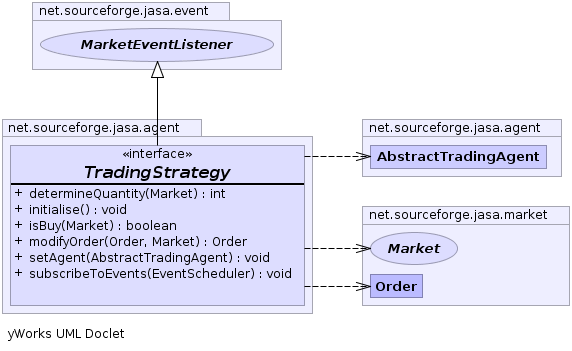 net.sourceforge.jasa.event
MarketEventListener
net.sourceforge.jasa.agent
«interface»
TradingStrategy
+ determineQuantity(Market) : int
+ initialise() : void
+ isBuy(Market) : boolean
+ modifyOrder(Order, Market) : Order
+ setAgent(AbstractTradingAgent) : void
+ subscribeToEvents(EventScheduler) : void
net.sourceforge.jasa.agent
AbstractTradingAgent
net.sourceforge.jasa.market
Market
Order
yWorks UML Doclet